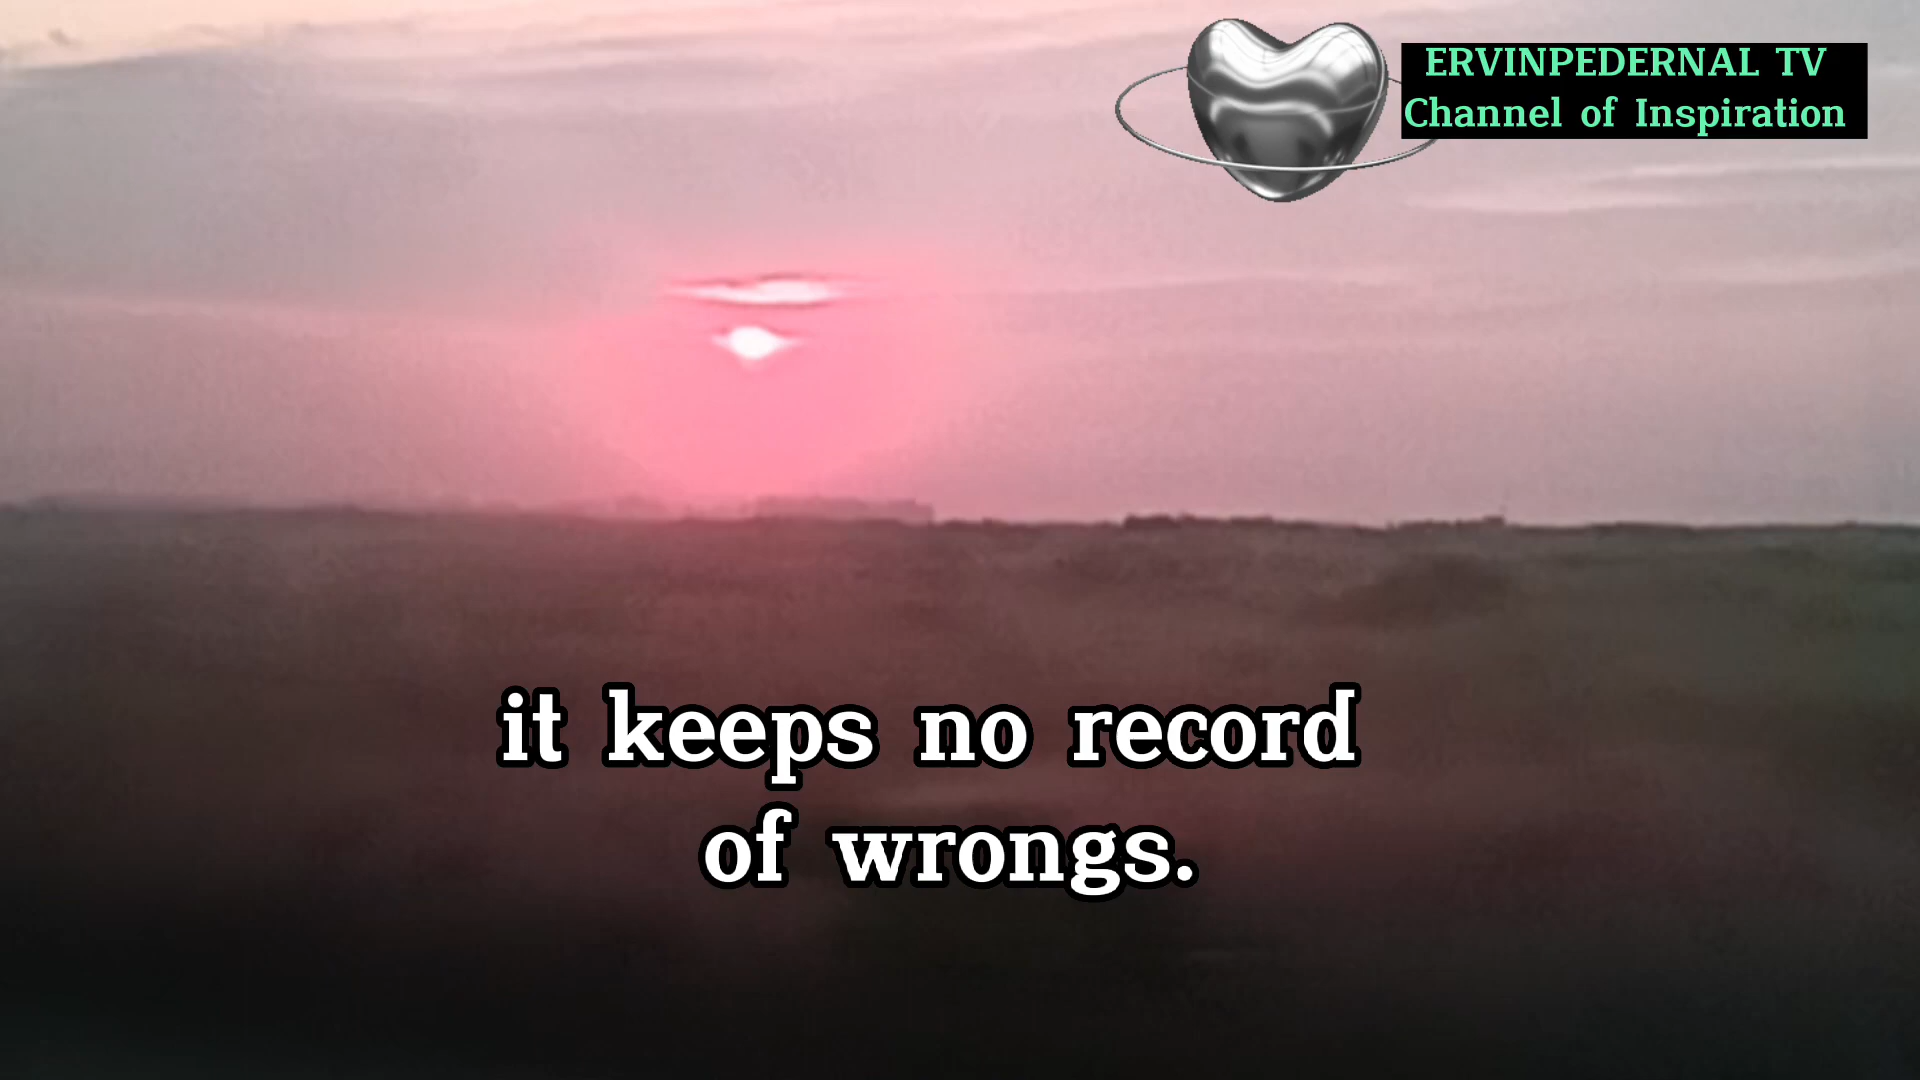 ERVINPEDERNAL TV
Channel of Inspiration
it keeps no record
of wrongs.